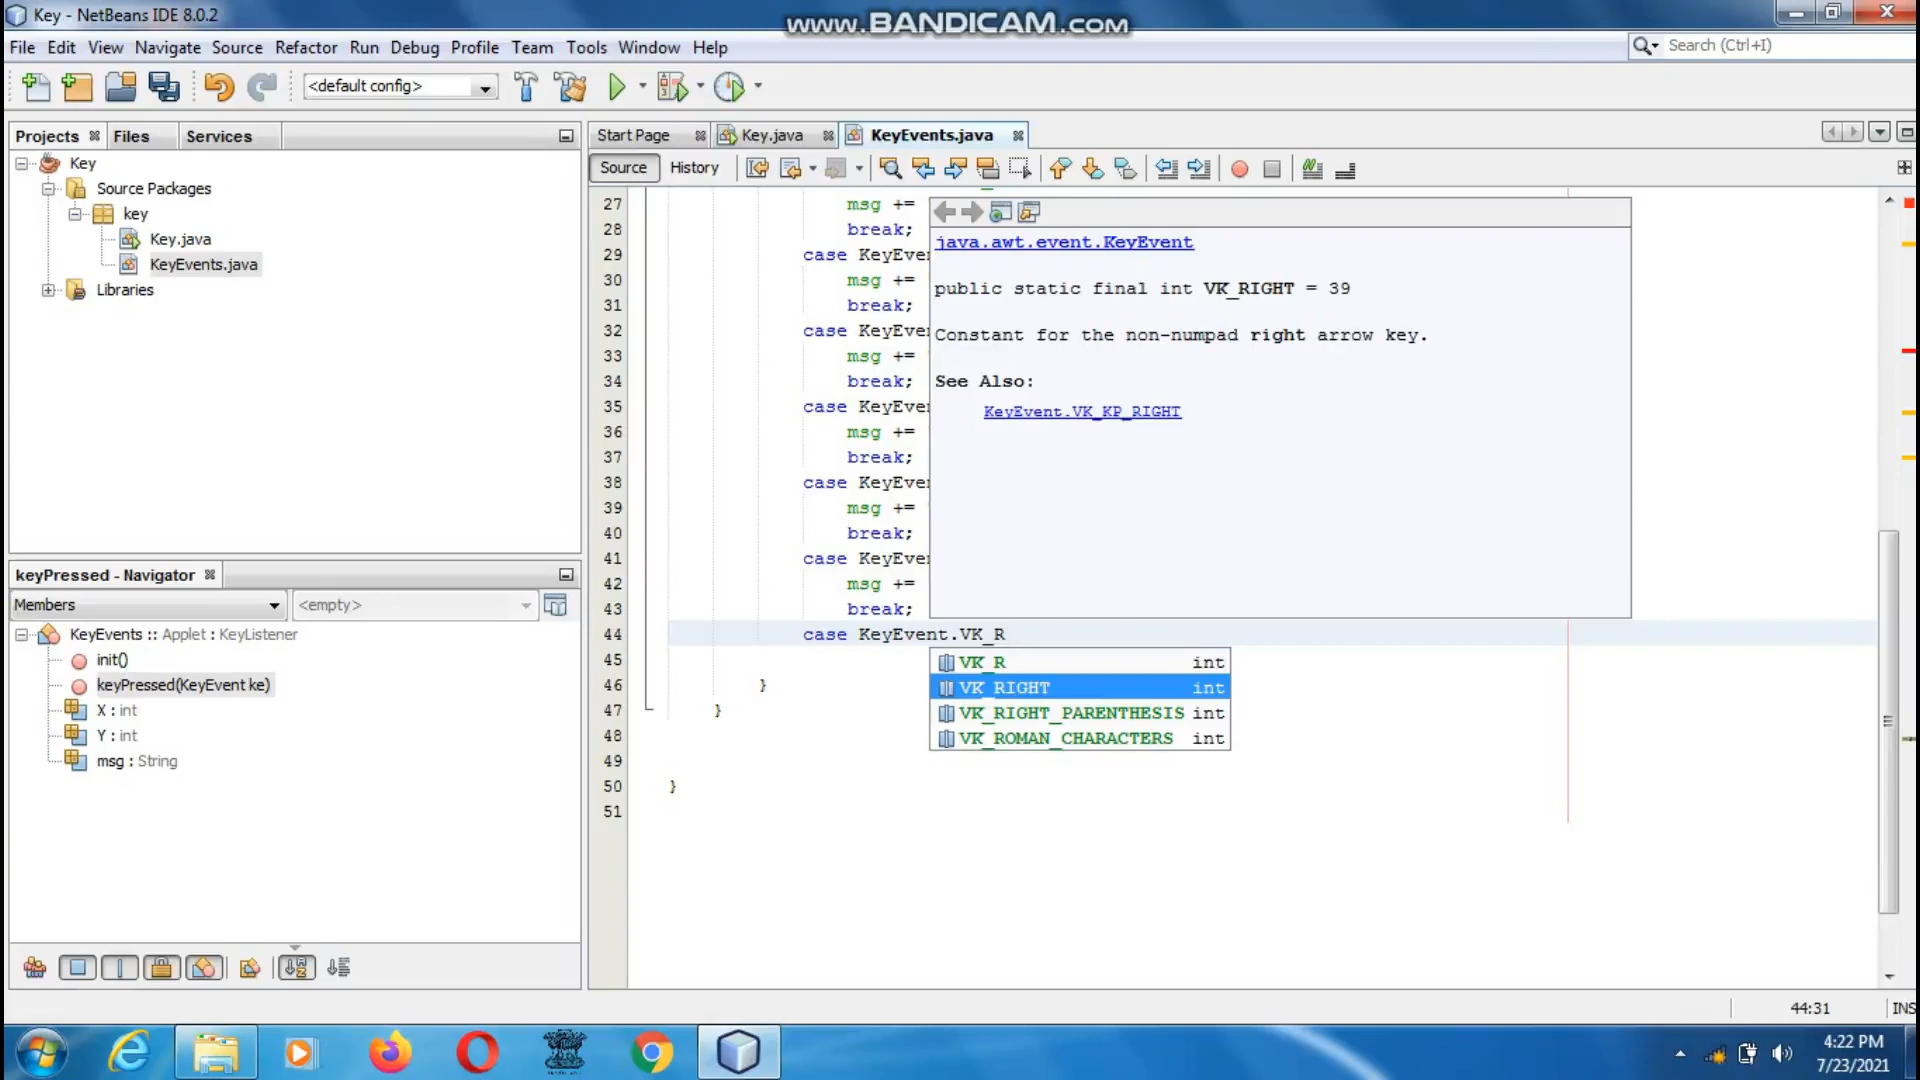 Key - NetBeans IDE 8.0.2
www.BANDICAM.com
File Edit View Navigate Source Refactor Run Debug Profile Team Tools Window Help
Search (Ctrl+I)
<default config>
Projects Files Services
Key
Source Packages
key
Key.java
KeyEvents.java
Libraries
keyPressed - Navigator
Members
<empty>
KeyEvents :: Applet : KeyListener
init()
keyPressed(KeyEvent ke)
X : int
Y : int
msg : String
Start Page Key.java KeyEvents.java
Source History
27 msg +=
28 break;
29 case KeyEve
30 msg +=
31 break;
32 case KeyEve
33 msg +=
34 break;
35 case KeyEve
36 msg +=
37 break;
38 case KeyEve
39 msg +=
40 break;
41 case KeyEve
42 msg +=
43 break;
44 case KeyEvent.VK_R
45
46 }
47 }
48
49
50 }
51
java.awt.event.KeyEvent
public static final int VK_RIGHT = 39
Constant for the non-numpad right arrow key.
See Also:
KeyEvent.VK_KP_RIGHT
VK_R int
VK_RIGHT int
VK_RIGHT_PARENTHESIS int
VK_ROMAN_CHARACTERS int
44:31 INS
4:22 PM
7/23/2021